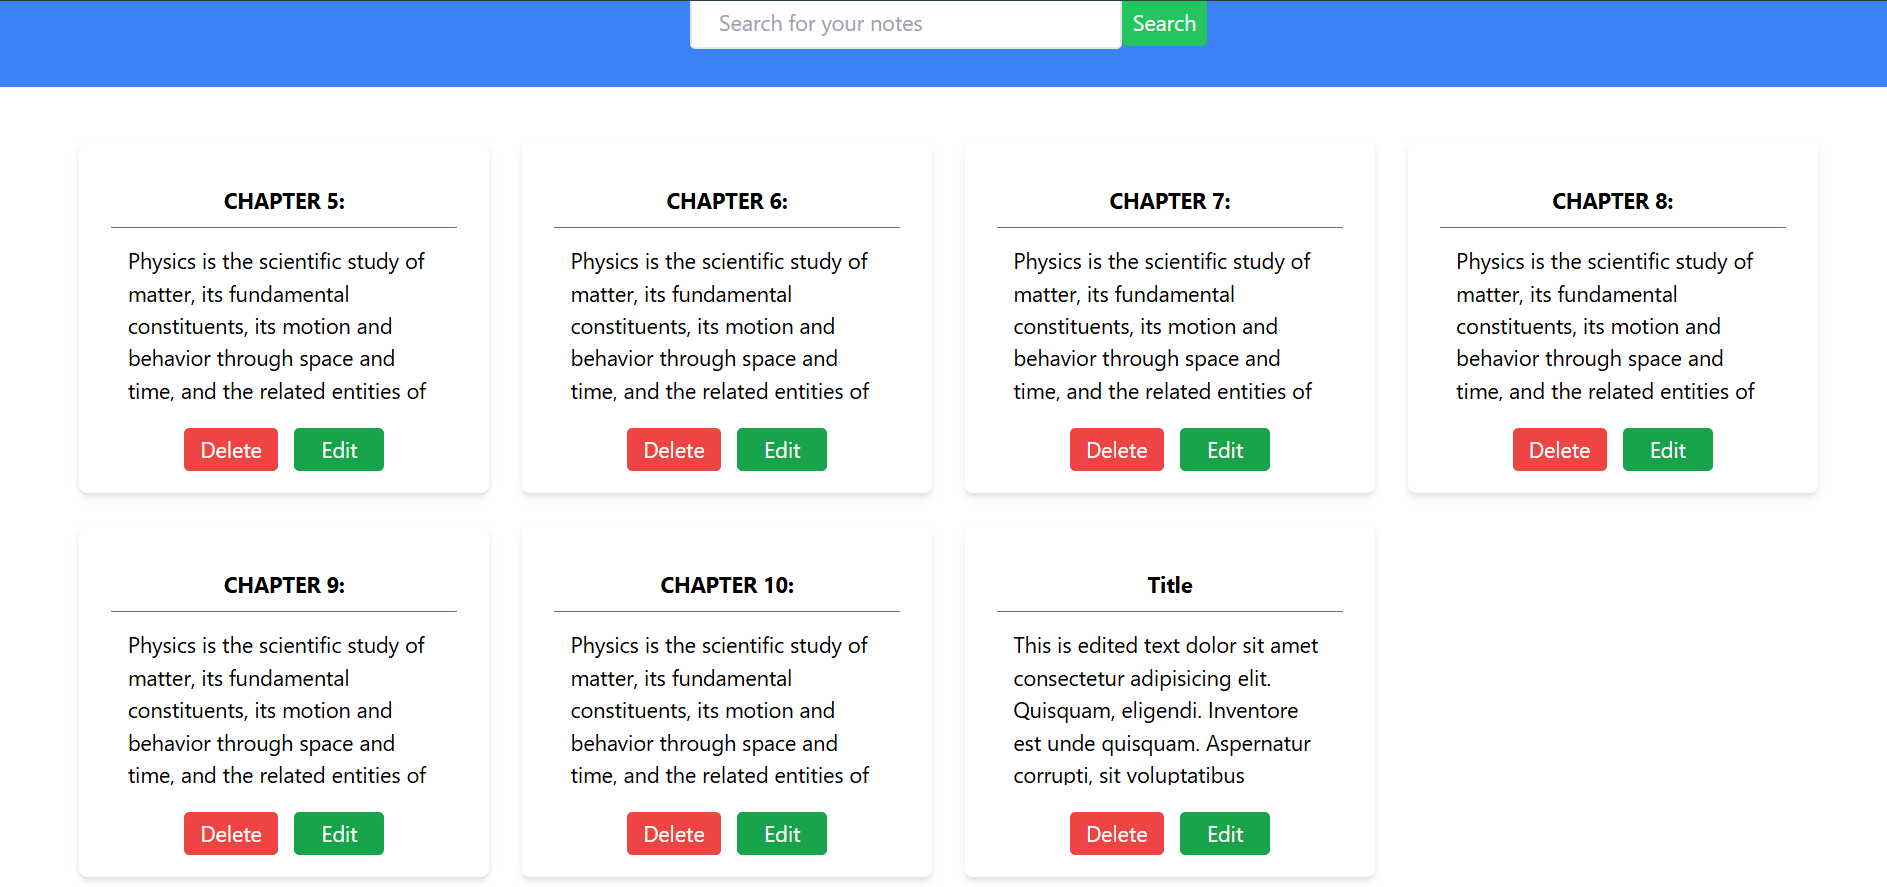 Search for your notes
Search
CHAPTER 5:
Physics is the scientific study of
matter, its fundamental
constituents, its motion and
behavior through space and
time, and the related entities of
Delete Edit
CHAPTER 6:
Physics is the scientific study of
matter, its fundamental
constituents, its motion and
behavior through space and
time, and the related entities of
Delete Edit
CHAPTER 7:
Physics is the scientific study of
matter, its fundamental
constituents, its motion and
behavior through space and
time, and the related entities of
Delete Edit
CHAPTER 8:
Physics is the scientific study of
matter, its fundamental
constituents, its motion and
behavior through space and
time, and the related entities of
Delete Edit
CHAPTER 9:
Physics is the scientific study of
matter, its fundamental
constituents, its motion and
behavior through space and
time, and the related entities of
Delete Edit
CHAPTER 10:
Physics is the scientific study of
matter, its fundamental
constituents, its motion and
behavior through space and
time, and the related entities of
Delete Edit
Title
This is edited text dolor sit amet
consectetur adipisicing elit.
Quisquam, eligendi. Inventore
est unde quisquam. Aspernatur
corrupti, sit voluptatibus
Delete Edit